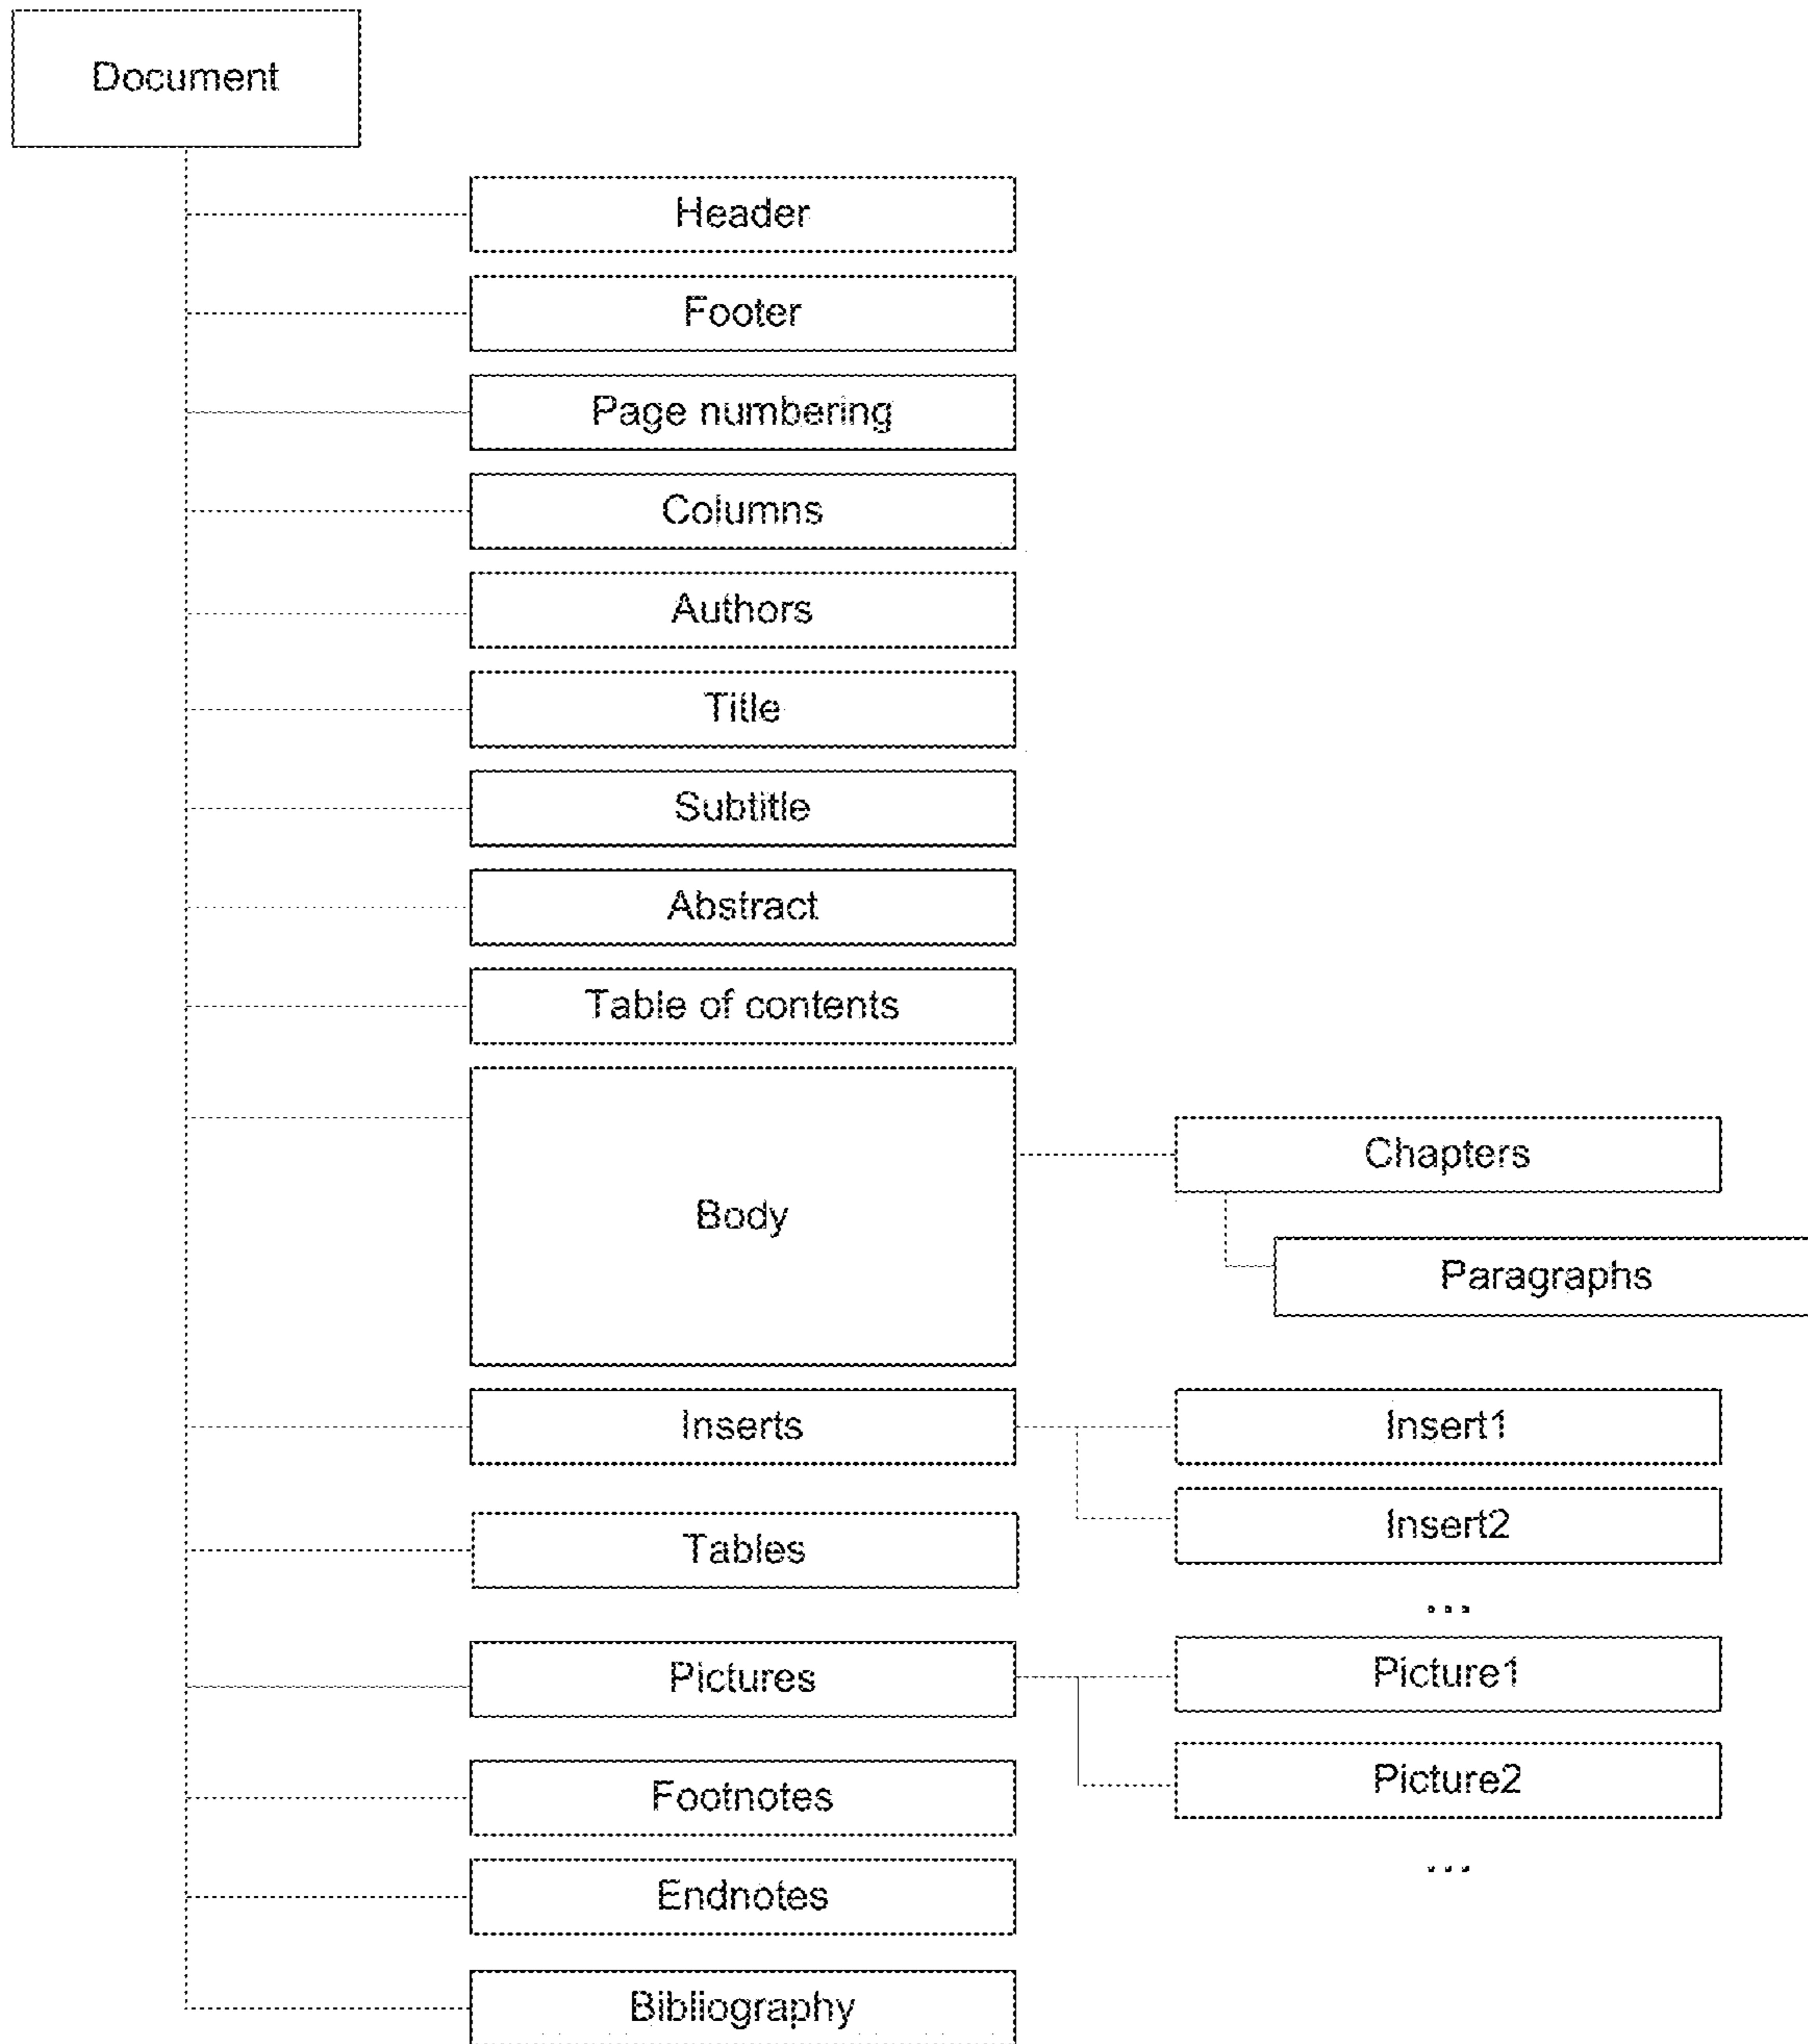 Document
Header
Footer
Page numbering
Columns
Authors
Title
Subtitle
Abstract
Table of contents
Body
Chapters
Paragraphs
Inserts
Insert1
Insert2
Tables
...
Pictures
Picture1
Picture2
Footnotes
...
Endnotes
Bibliography